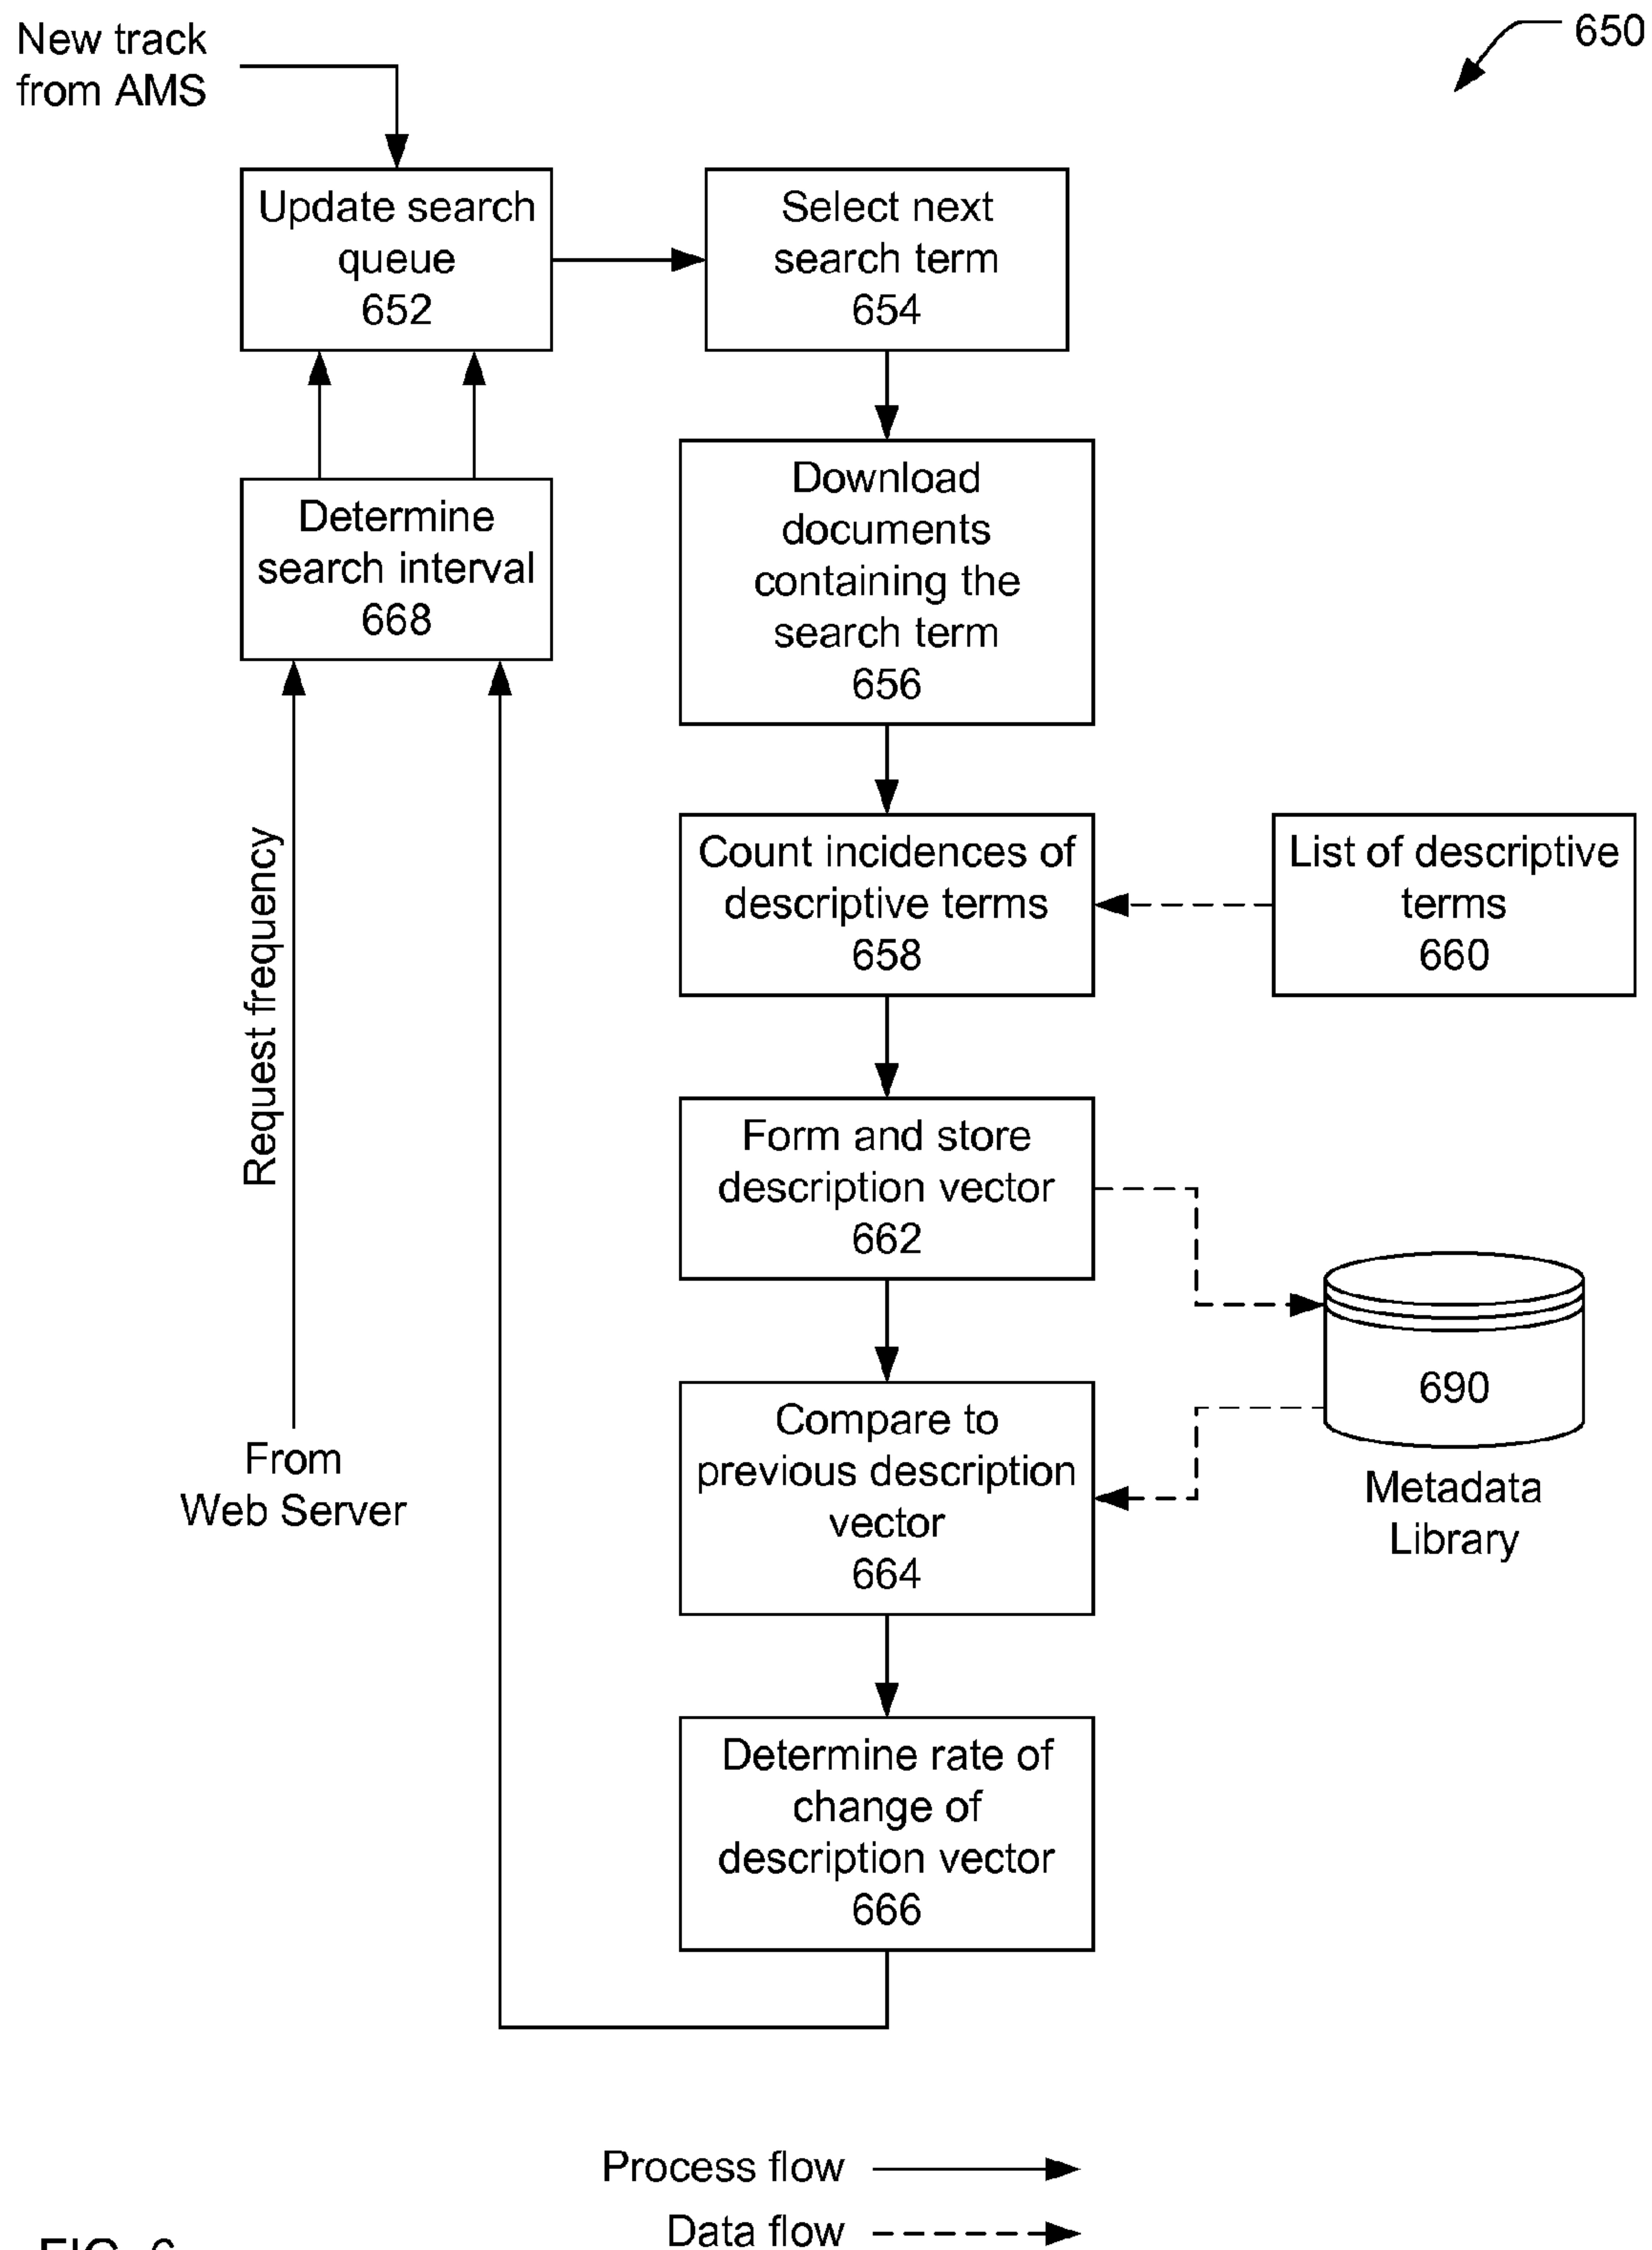 New track
from AMS
650
Update search
queue
652
Select next
search term
654
Determine
search interval
668
Download
documents
containing the
search term
656
Count incidences of
descriptive terms
658
List of descriptive
terms
660
Request frequency
Form and store
description vector
662
690
Metadata
Library
From
Web Server
Compare to
previous description
vector
664
Determine rate of
change of
description vector
666
Process flow
Data flow
FIG. 6